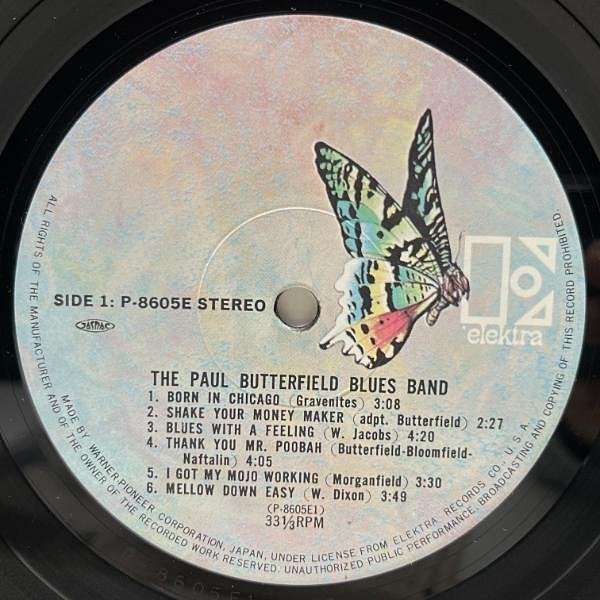 SIDE 1: P-8605E STEREO
JASRAC
elektra
THE PAUL BUTTERFIELD BLUES BAND
1. BORN IN CHICAGO (Gravenites) 3:08
2. SHAKE YOUR MONEY MAKER (adpt. Butterfield) 2:27
3. BLUES WITH A FEELING (W. Jacobs) 4:20
4. THANK YOU MR. POOBAH (Butterfield-Bloomfield-
Naftalin) 4:05
5. I GOT MY MOJO WORKING (Morganfield) 3:30
6. MELLOW DOWN EASY (W. Dixon) 3:49
(P-8605E1)
33⅓RPM
ALL RIGHTS OF THE MANUFACTURER AND OF THE OWNER OF THE RECORDED WORK RESERVED. UNAUTHORIZED PUBLIC PERFORMANCE, BROADCASTING AND COPYING OF THIS RECORD PROHIBITED.
MADE BY WARNER-PIONEER CORPORATION, JAPAN, UNDER LICENSE FROM ELEKTRA RECORDS CO., U.S.A.